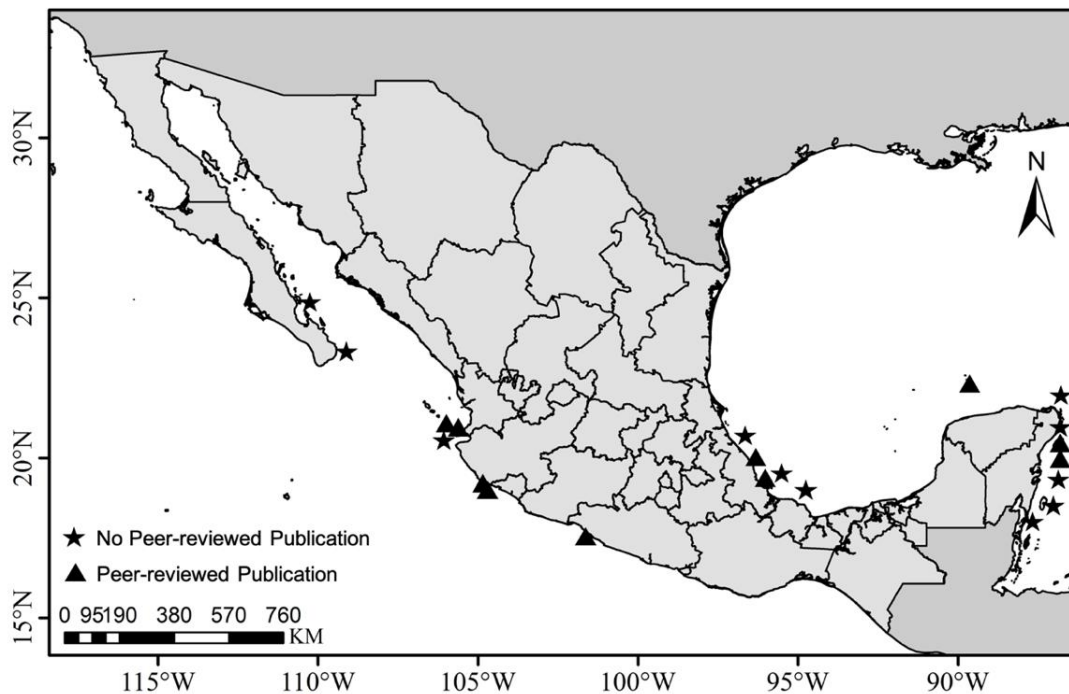 30°N
25°N
20°N
15°N
N
No Peer-reviewed Publication
Peer-reviewed Publication
0 95190 380 570 760
KM
115°W 110°W 105°W 100°W 95°W 90°W